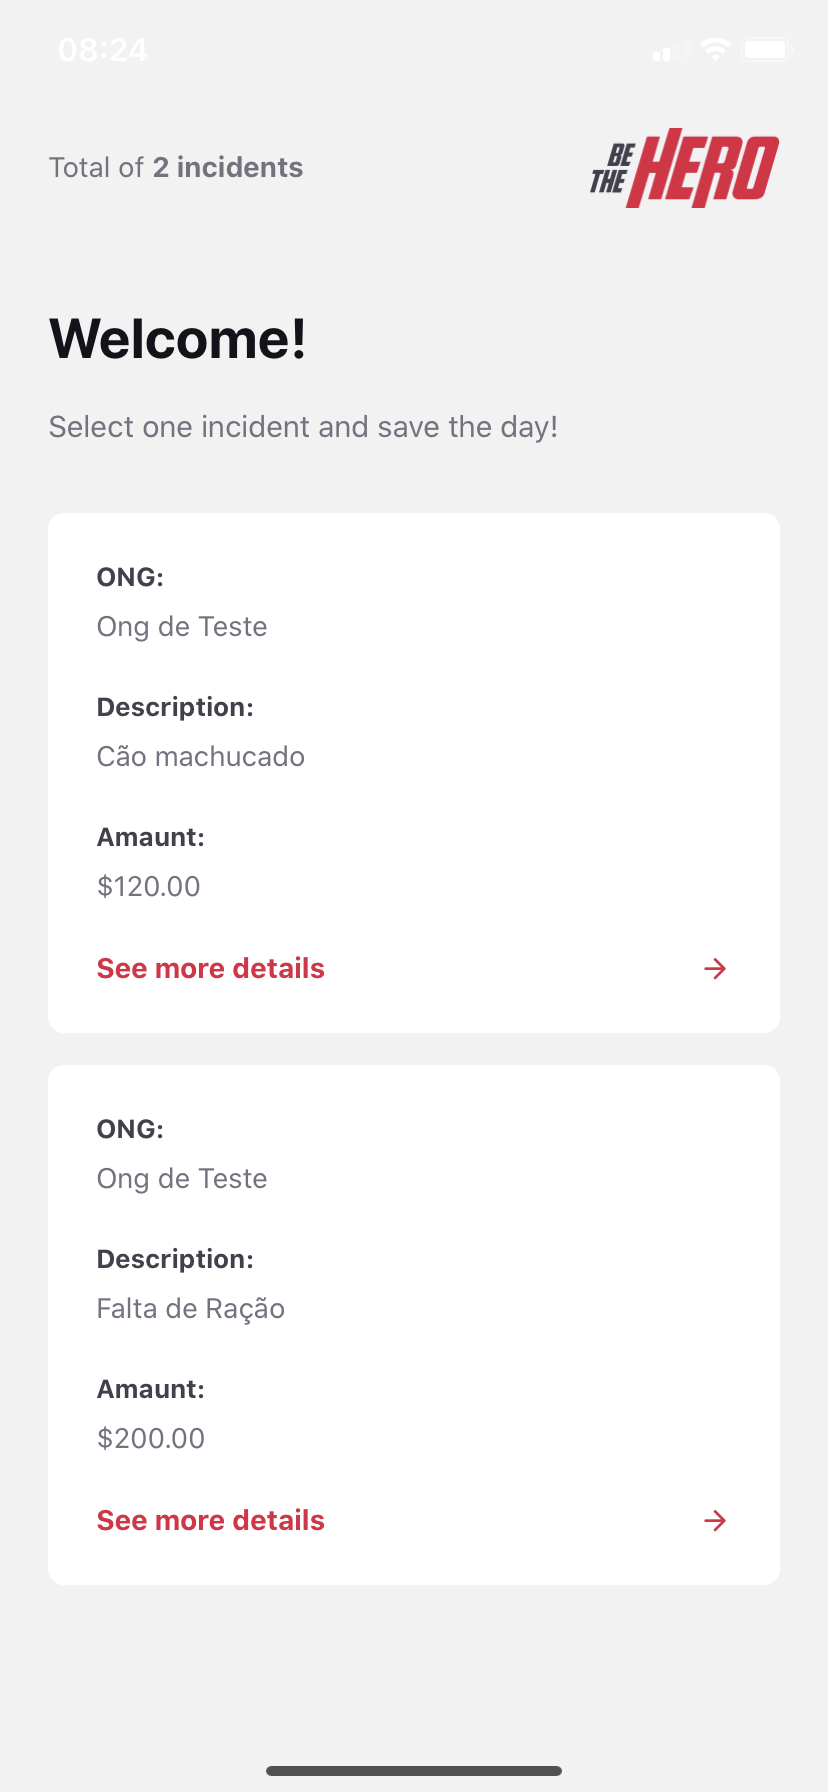 08:24
Total of 2 incidents
BE
THE
HERO
Welcome!
Select one incident and save the day!
ONG:
Ong de Teste
Description:
Cão machucado
Amaunt:
$120.00
See more details
ONG:
Ong de Teste
Description:
Falta de Ração
Amaunt:
$200.00
See more details